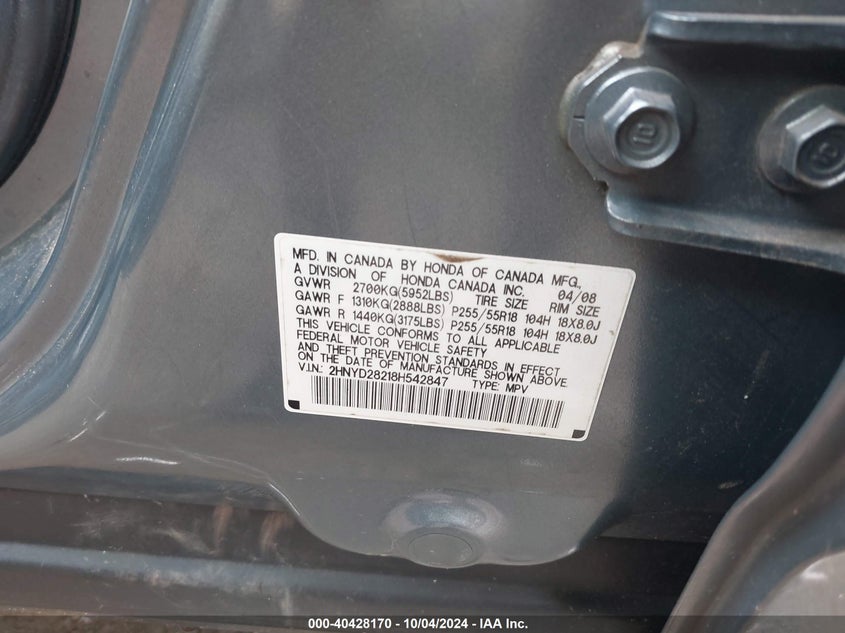 MFD. IN CANADA BY HONDA OF CANADA MFG.,
A DIVISION OF HONDA CANADA INC. 04/08
GVWR 2700KG(5952LBS) TIRE SIZE RIM SIZE
GAWR F 1310KG(2888LBS) P255/55R18 104H 18X8.0J
GAWR R 1440KG(3175LBS) P255/55R18 104H 18X8.0J
THIS VEHICLE CONFORMS TO ALL APPLICABLE
FEDERAL MOTOR VEHICLE SAFETY
AND THEFT PREVENTION STANDARDS IN EFFECT
ON THE DATE OF MANUFACTURE SHOWN ABOVE.
V.I.N.: 2HNYD28218H542847 TYPE: MPV
000-40428170 - 10/04/2024 - IAA Inc.